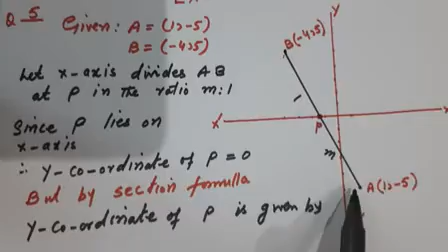 Q 5
Given: A = (1, -5)
B = (-4, 5)
Let x-axis divides AB
at P in the ratio m:1
Since P lies on
x-axis
∴ Y-co-ordinate of P = 0
But by section formula
Y-co-ordinate of P is given by
Y
B(-4,5)
1
X'
P
m
A(1,-5)